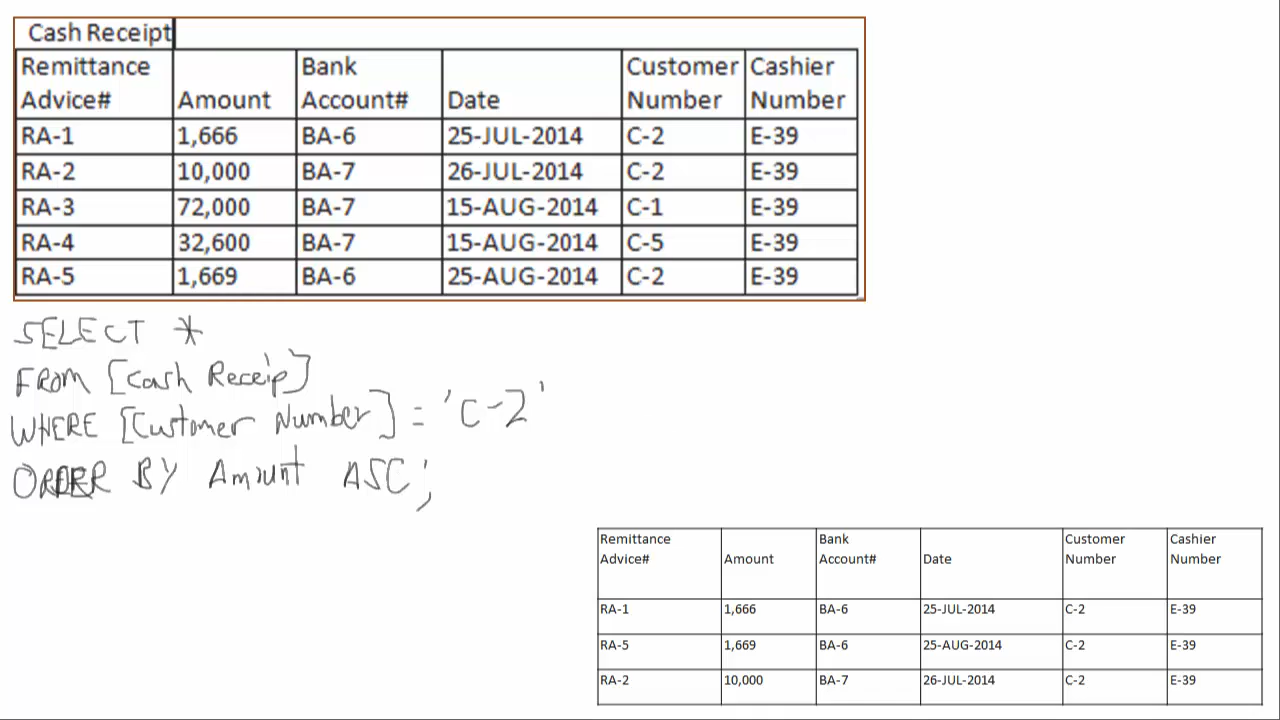 Cash Receipt
Remittance Advice# Amount Bank Account# Date Customer Number Cashier Number
RA-1 1,666 BA-6 25-JUL-2014 C-2 E-39
RA-2 10,000 BA-7 26-JUL-2014 C-2 E-39
RA-3 72,000 BA-7 15-AUG-2014 C-1 E-39
RA-4 32,600 BA-7 15-AUG-2014 C-5 E-39
RA-5 1,669 BA-6 25-AUG-2014 C-2 E-39
SELECT *
FROM [Cash Receip]
WHERE [Customer Number] = 'C-2'
ORDER BY Amount ASC;
Remittance Advice# Amount Bank Account# Date Customer Number Cashier Number
RA-1 1,666 BA-6 25-JUL-2014 C-2 E-39
RA-5 1,669 BA-6 25-AUG-2014 C-2 E-39
RA-2 10,000 BA-7 26-JUL-2014 C-2 E-39